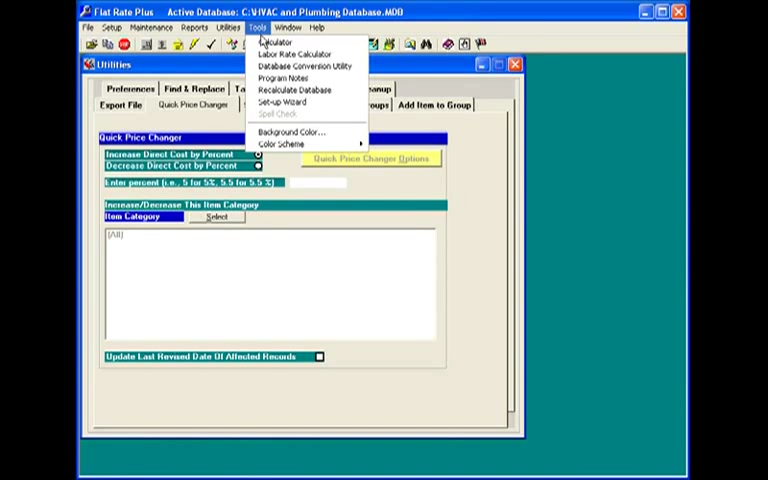 Flat Rate Plus    Active Database: C:\HVAC and Plumbing Database.MDB
File Setup Maintenance Reports Utilities Tools Window Help
STOP
Utilities
Preferences Find & Replace
Export File Quick Price Changer Add Item to Group
Calculator
Labor Rate Calculator
Database Conversion Utility
Program Notes
Recalculate Database
Set-up Wizard
Spell Check
Background Color...
Color Scheme
Quick Price Changer
Increase Direct Cost by Percent
Decrease Direct Cost by Percent
Quick Price Changer Options
Enter percent (i.e., 5 for 5%, 5.5 for 5.5 %)
Increase/Decrease This Item Category
Item Category Select
(All)
Update Last Revised Date Of Affected Records